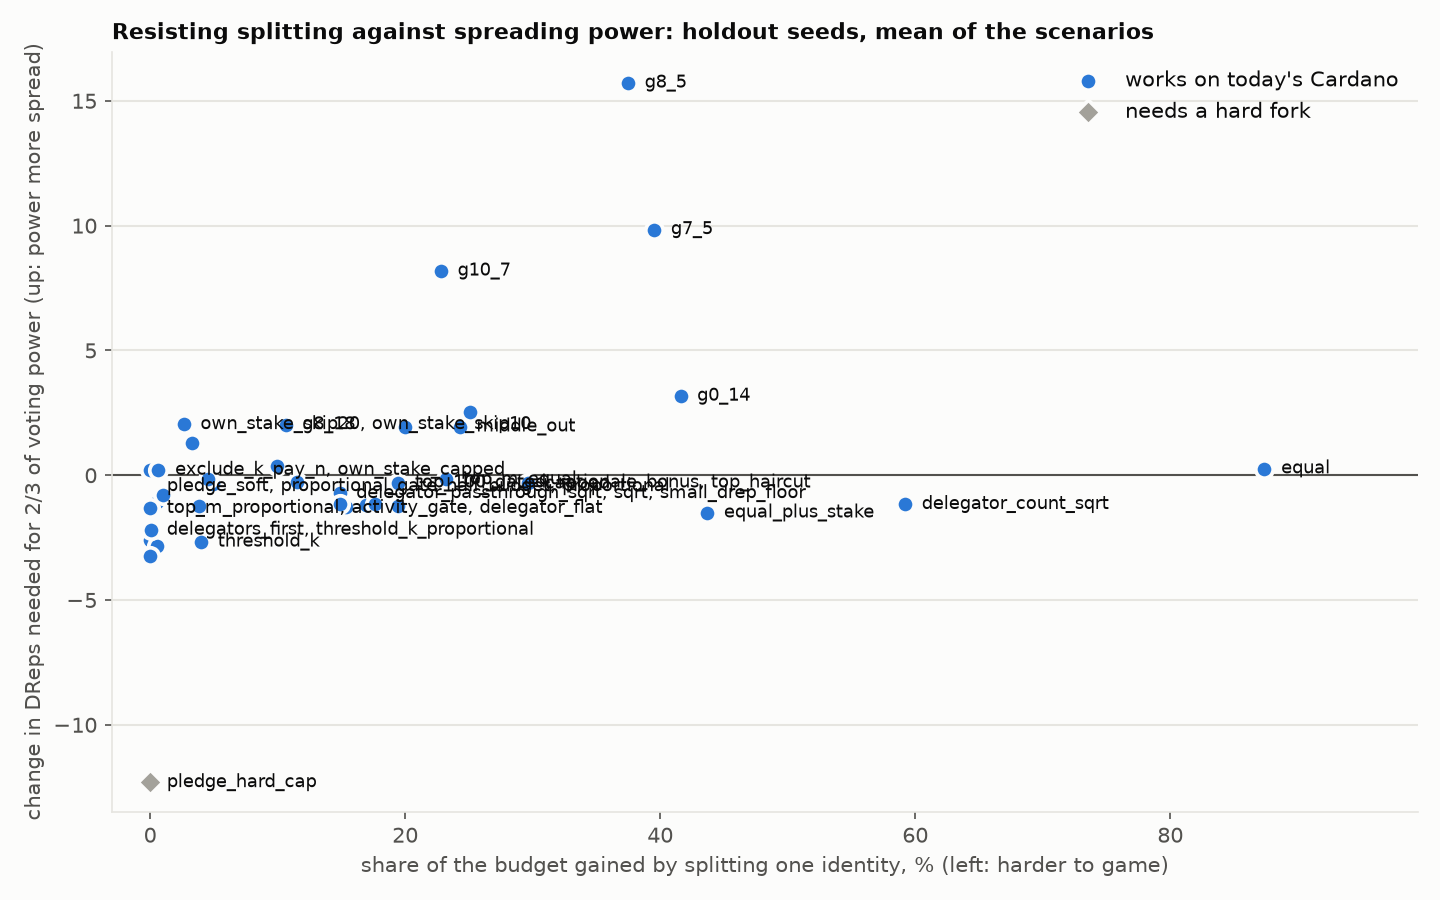 Resisting splitting against spreading power: holdout seeds, mean of the scenarios
change in DReps needed for 2/3 of voting power (up: power more spread)
works on today's Cardano
needs a hard fork
15
10
5
0
−5
−10
g8_5
g7_5
g10_7
g0_14
own_stake_skip20, own_stake_skip10
middle_out
exclude_k_pay_n, own_stake_capped
equal
pledge_soft, proportional,
bonus, top_haircut
delegator_passthrough_sqrt, sqrt, small_drep_floor
top_m_proportional, activity_gate, delegator_flat
equal_plus_stake
delegator_count_sqrt
delegators_first, threshold_k_proportional
threshold_k
pledge_hard_cap
0
20
40
60
80
share of the budget gained by splitting one identity, % (left: harder to game)